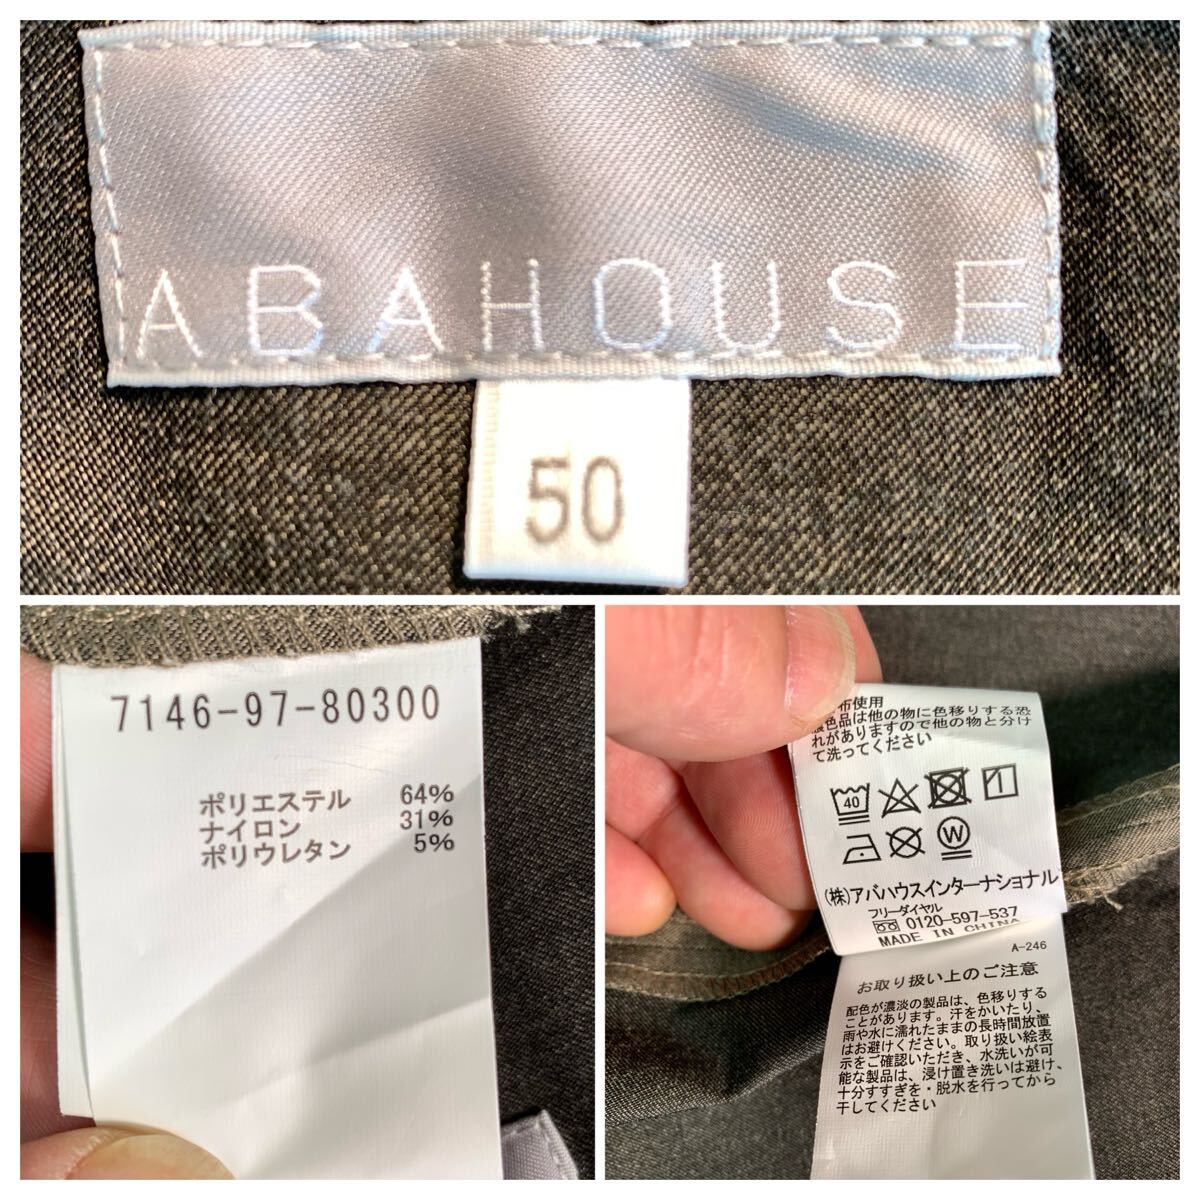 ABAHOUSE
50
7146-97-80300
ポリエステル 64%
ナイロン 31%
ポリウレタン 5%
布使用
濃色品は他の物に色移りする恐
れがありますので他の物と分け
て洗ってください
40
W
(株)アバハウスインターナショナル
フリーダイヤル
0120-597-537
MADE IN CHINA
A-246
お取り扱い上のご注意
配色が濃淡の製品は、色移りする
ことがあります。汗をかいたり、
雨や水に濡れたままの長時間放置
はお避けください。取り扱い絵表
示をご確認いただき、水洗いが可
能な製品は、浸け置き洗いは避け、
十分すすぎを・脱水を行ってから
干してください